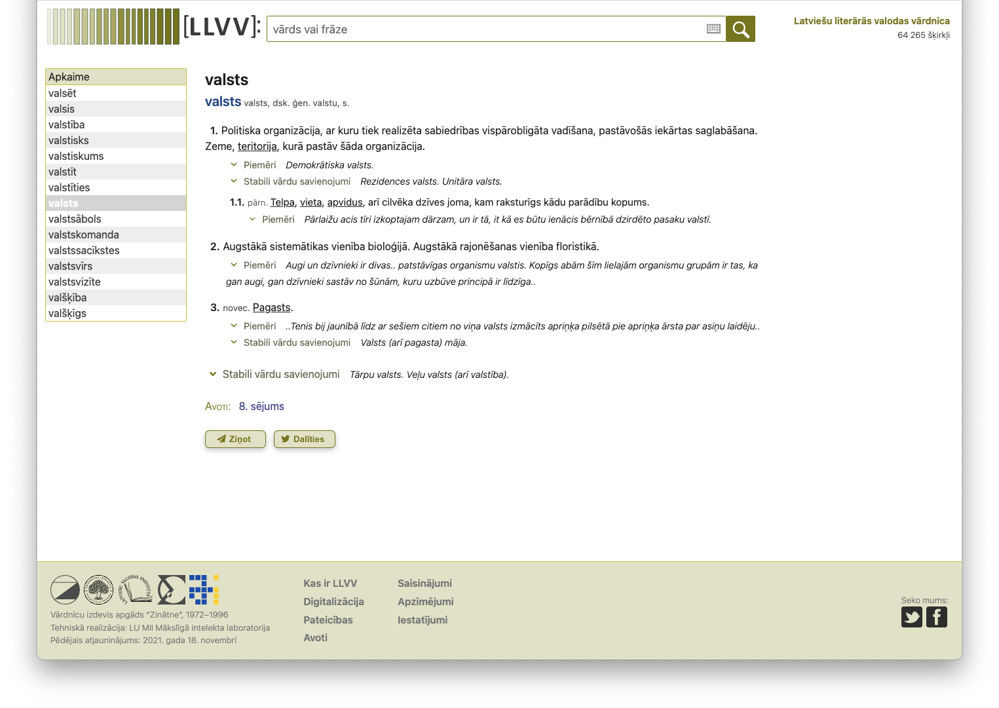 [LLVV]:
vārds vai frāze
Latviešu literārās valodas vārdnīca
64 265 šķirkļi
Apkaime
valsēt
valsis
valstība
valstisks
valstiskums
valstīt
valstīties
valsts
valstsābols
valstskomanda
valstssacīkstes
valstsvīrs
valstsvizīte
valšķība
valšķīgs
valsts
valsts valsts, dsk. ģen. valstu, s.
1. Politiska organizācija, ar kuru tiek realizēta sabiedrības vispārobligāta vadīšana, pastāvošās iekārtas saglabāšana.
Zeme, teritorija, kurā pastāv šāda organizācija.
Piemēri Demokrātiska valsts.
Stabili vārdu savienojumi Rezidences valsts. Unitāra valsts.
1.1. pārn. Telpa, vieta, apvidus, arī cilvēka dzīves joma, kam raksturīgs kādu parādību kopums.
Piemēri Pārlaižu acis tīri izkoptajam dārzam, un ir tā, it kā es būtu ienācis bērnībā dzirdēto pasaku valstī.
2. Augstākā sistemātikas vienība bioloģijā. Augstākā rajonēšanas vienība floristikā.
Piemēri Augi un dzīvnieki ir divas.. patstāvīgas organismu valstis. Kopīgs abām šīm lielajām organismu grupām ir tas, ka
gan augi, gan dzīvnieki sastāv no šūnām, kuru uzbūve principā ir līdzīga..
3. novec. Pagasts.
Piemēri ..Tenis bij jaunībā līdz ar sešiem citiem no viņa valsts izmācīts apriņķa pilsētā pie apriņķa ārsta par asiņu laidēju..
Stabili vārdu savienojumi Valsts (arī pagasta) māja.
Stabili vārdu savienojumi Tārpu valsts. Veļu valsts (arī valstība).
Avoti: 8. sējums
Ziņot
Dalīties
LATVIEŠU VALODAS INSTITŪTS
Vārdnīcu izdevis apgāds “Zinātne”, 1972–1996
Tehniskā realizācija: LU MII Mākslīgā intelekta laboratorija
Pēdējais atjauninājums: 2021. gada 18. novembrī
Kas ir LLVV
Digitalizācija
Pateicības
Avoti
Saīsinājumi
Apzīmējumi
Iestatījumi
Seko mums: